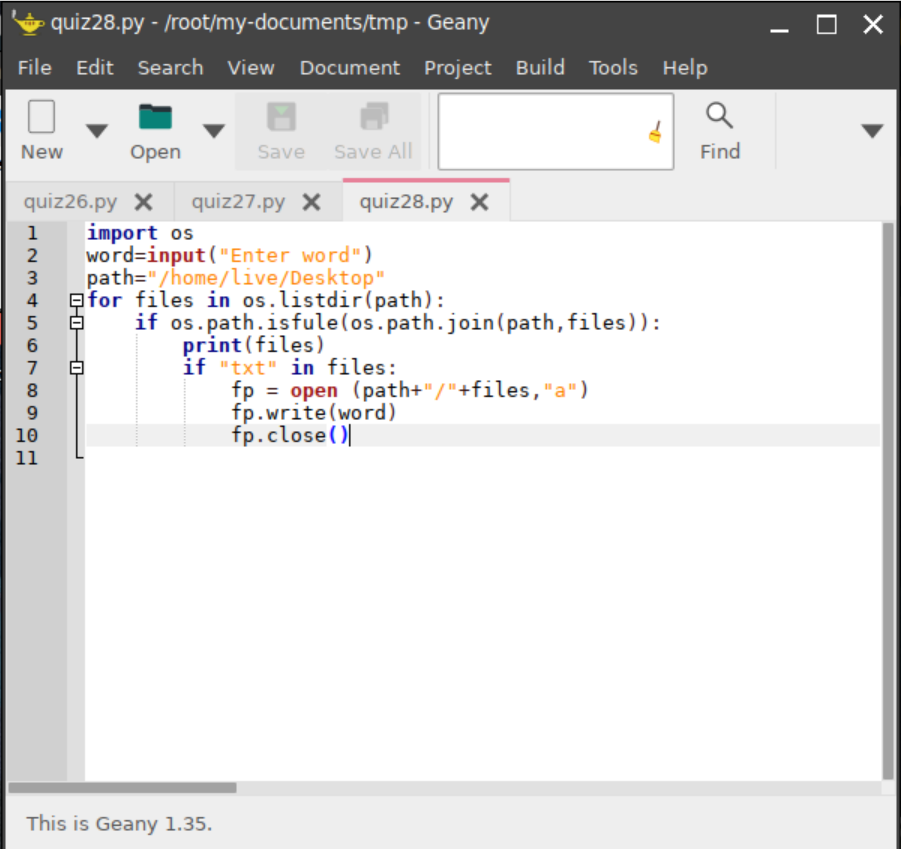 quiz28.py - /root/my-documents/tmp - Geany
File Edit Search View Document Project Build Tools Help
New Open Save Save All Find
quiz26.py quiz27.py quiz28.py
1 import os
2 word=input("Enter word")
3 path="/home/live/Desktop"
4 for files in os.listdir(path):
5 if os.path.isfule(os.path.join(path,files)):
6 print(files)
7 if "txt" in files:
8 fp = open (path+"/"+files,"a")
9 fp.write(word)
10 fp.close()
11
This is Geany 1.35.